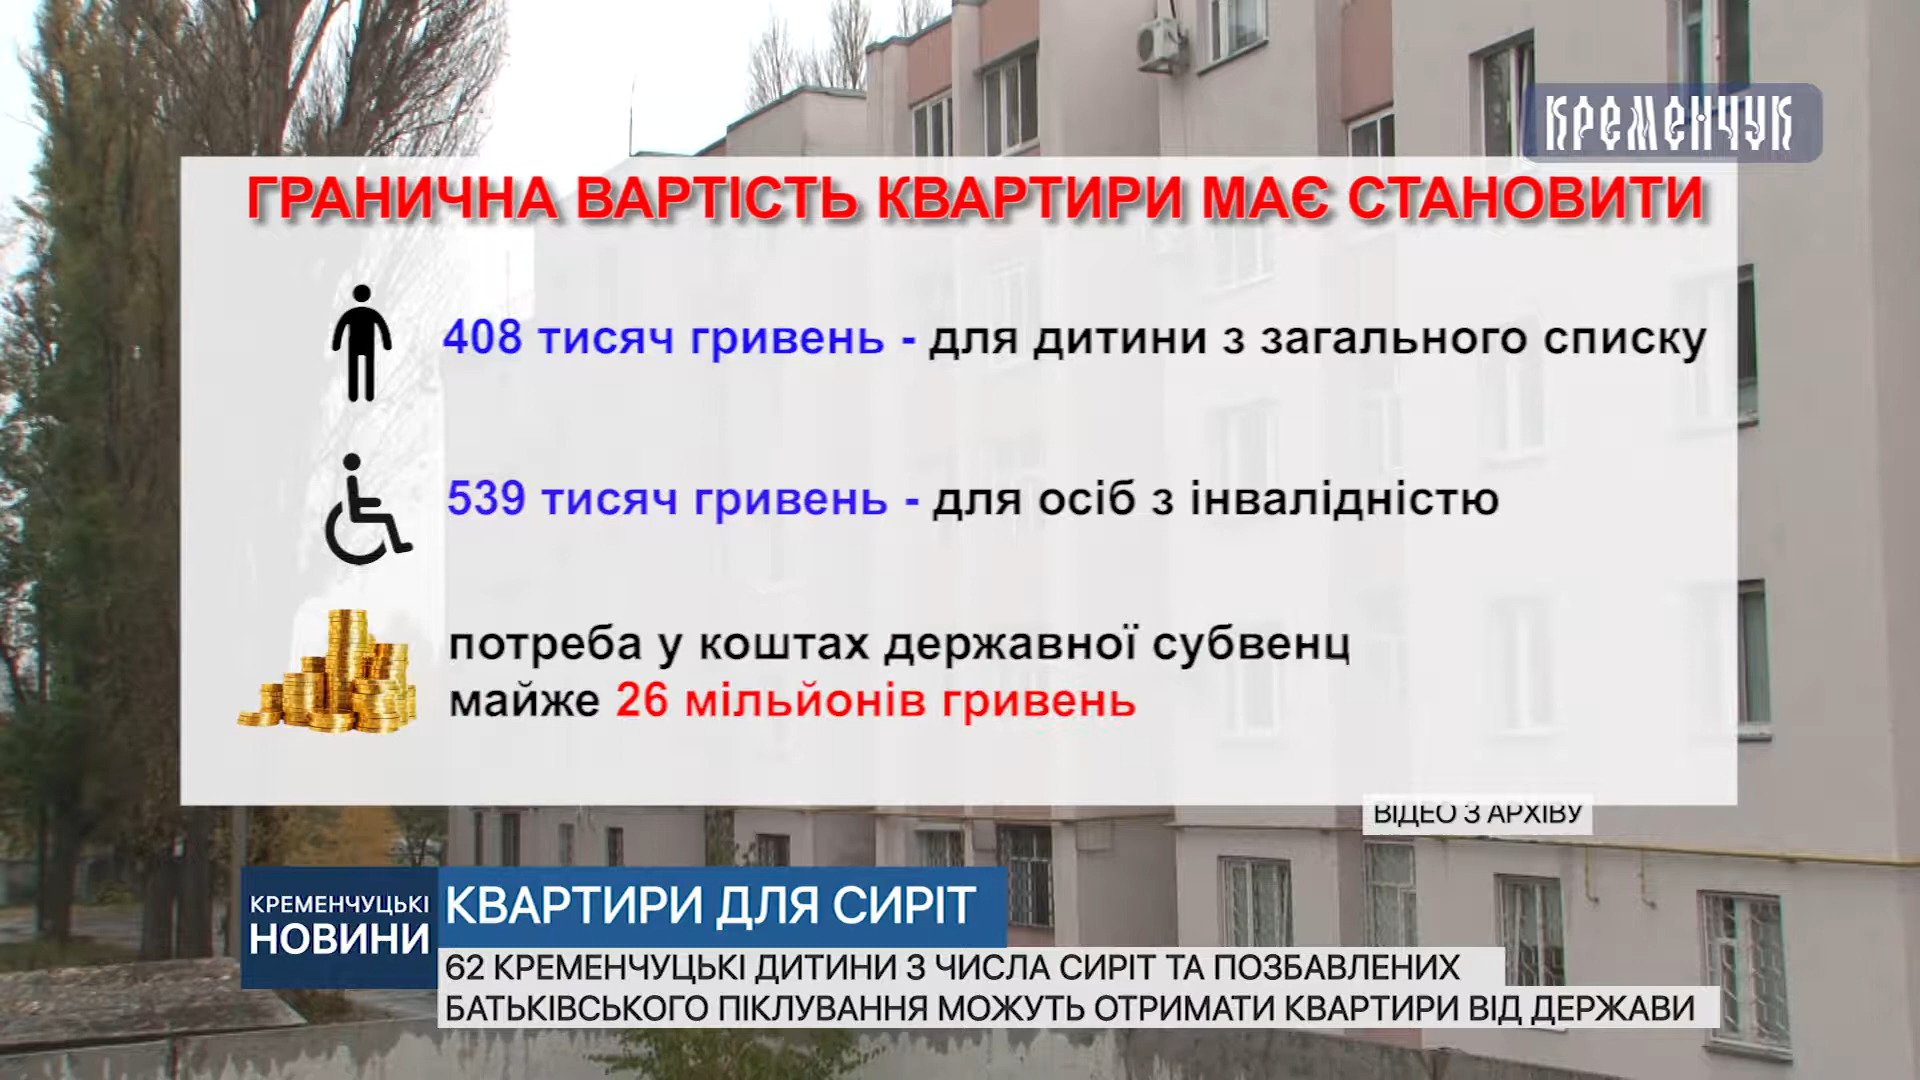 КРЕМЕНЧУК
ГРАНИЧНА ВАРТІСТЬ КВАРТИРИ МАЄ СТАНОВИТИ
408 тисяч гривень - для дитини з загального списку
539 тисяч гривень - для осіб з інвалідністю
потреба у коштах державної субвенц
майже 26 мільйонів гривень
ВІДЕО З АРХІВУ
КРЕМЕНЧУЦЬКІ
НОВИНИ
КВАРТИРИ ДЛЯ СИРІТ
62 КРЕМЕНЧУЦЬКІ ДИТИНИ З ЧИСЛА СИРІТ ТА ПОЗБАВЛЕНИХ
БАТЬКІВСЬКОГО ПІКЛУВАННЯ МОЖУТЬ ОТРИМАТИ КВАРТИРИ ВІД ДЕРЖАВИ